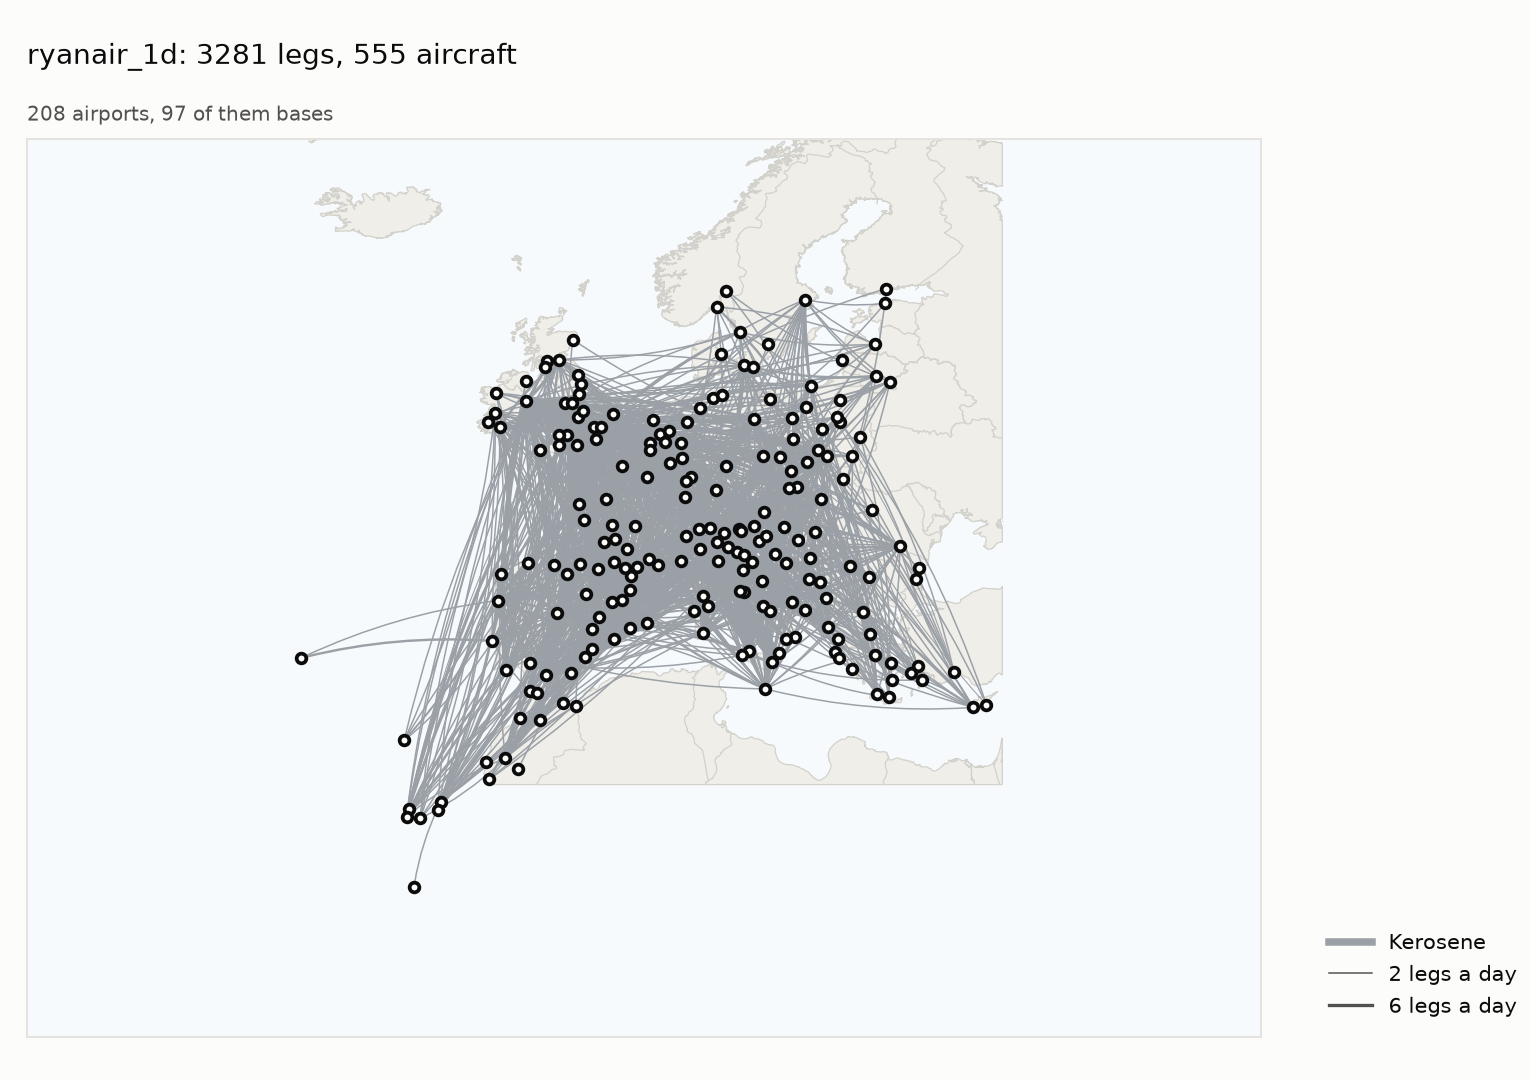 ryanair_1d: 3281 legs, 555 aircraft
208 airports, 97 of them bases
Kerosene
2 legs a day
6 legs a day